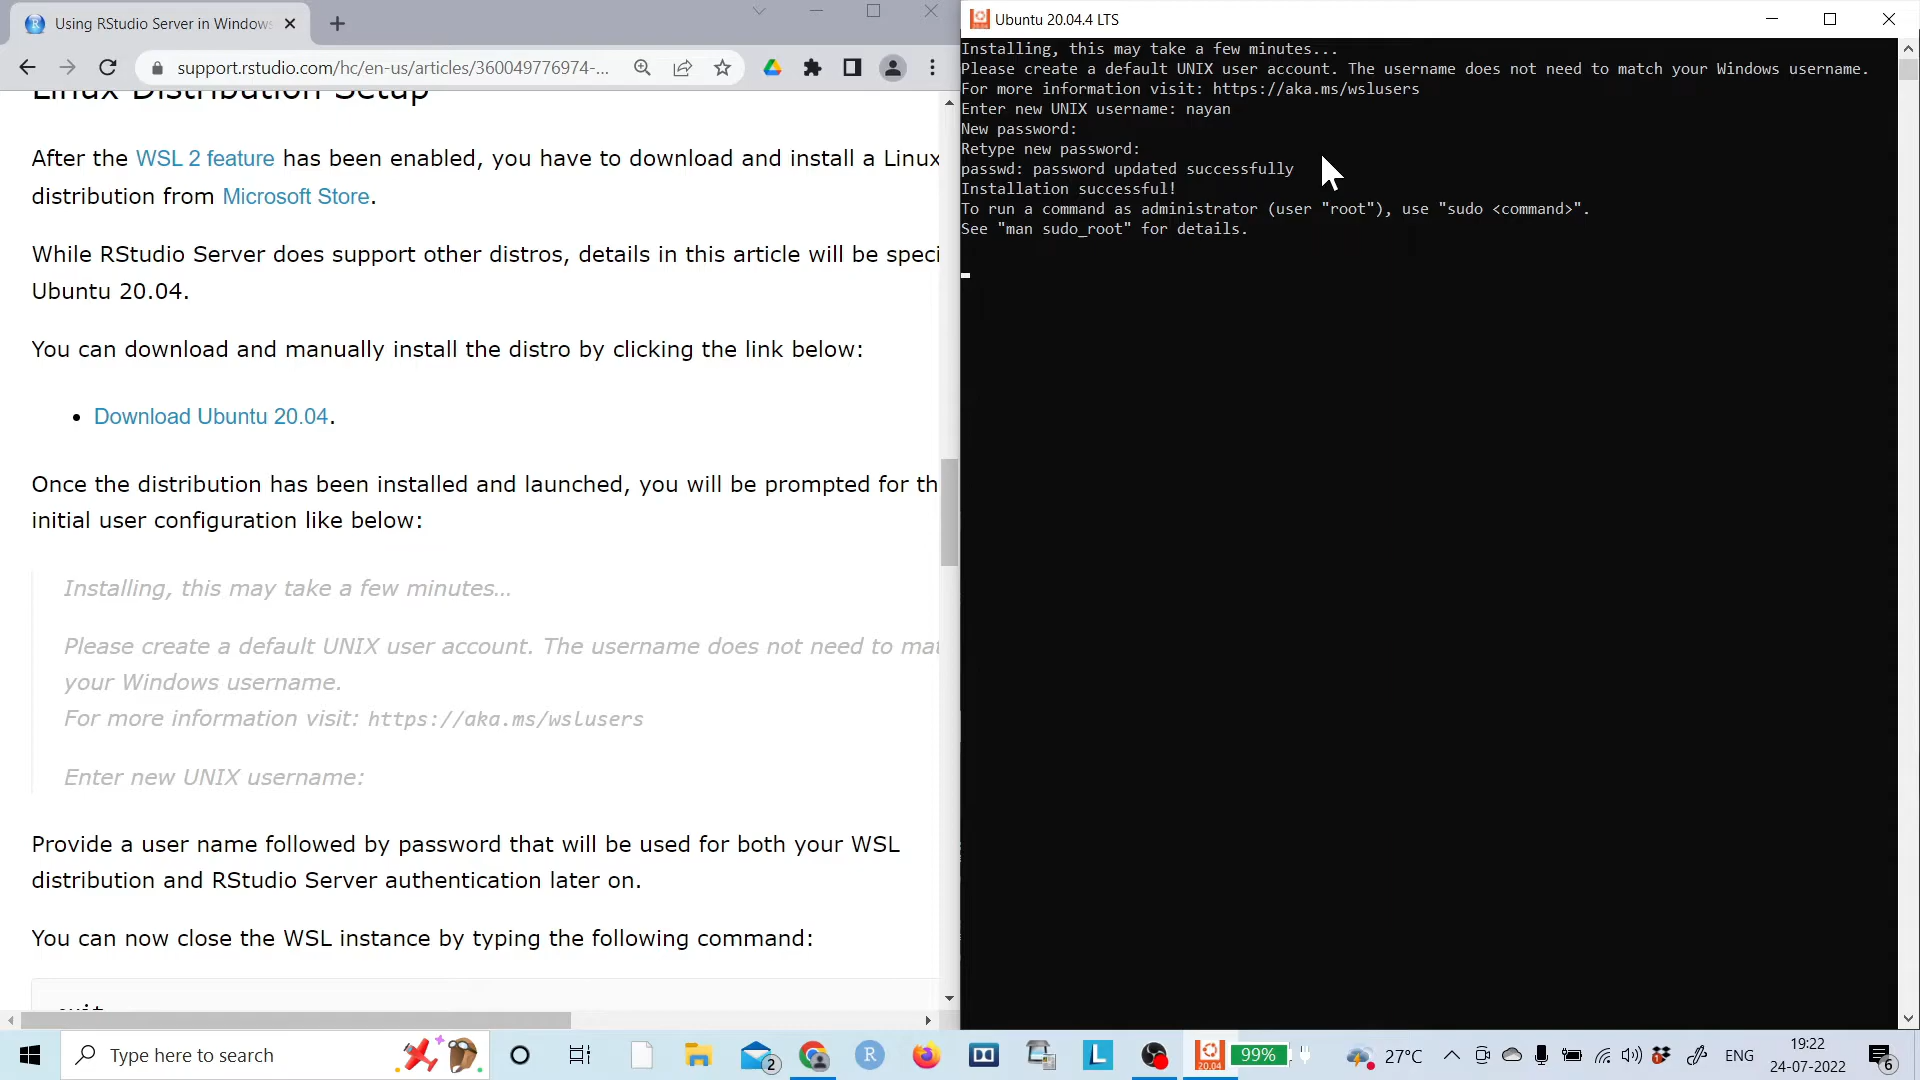 Using RStudio Server in Windows
support.rstudio.com/hc/en-us/articles/360049776974-...
Linux Distribution Setup
After the WSL 2 feature has been enabled, you have to download and install a Linux
distribution from Microsoft Store.
While RStudio Server does support other distros, details in this article will be speci
Ubuntu 20.04.
You can download and manually install the distro by clicking the link below:
Download Ubuntu 20.04.
Once the distribution has been installed and launched, you will be prompted for th
initial user configuration like below:
Installing, this may take a few minutes...
Please create a default UNIX user account. The username does not need to mat
your Windows username.
For more information visit: https://aka.ms/wslusers
Enter new UNIX username:
Provide a user name followed by password that will be used for both your WSL
distribution and RStudio Server authentication later on.
You can now close the WSL instance by typing the following command:
exit
Ubuntu 20.04.4 LTS
Installing, this may take a few minutes...
Please create a default UNIX user account. The username does not need to match your Windows username.
For more information visit: https://aka.ms/wslusers
Enter new UNIX username: nayan
New password:
Retype new password:
passwd: password updated successfully
Installation successful!
To run a command as administrator (user "root"), use "sudo <command>".
See "man sudo_root" for details.
Type here to search
2
R
L
20.04
99%
27°C
ENG
19:22
24-07-2022
6